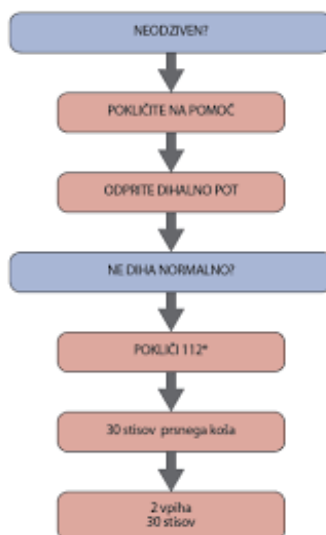 NEODZIVEN?
POKLIČITE NA POMOČ
ODPRITE DIHALNO POT
NE DIHA NORMALNO?
POKLIČI 112*
30 stisov prsnega koša
2 vpiha
30 stisov